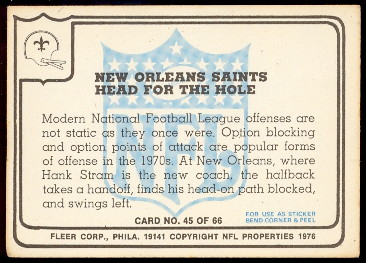 NEW ORLEANS SAINTS
HEAD FOR THE HOLE
Modern National Football League offenses are
not static as they once were. Option blocking
and option points of attack are popular forms
of offense in the 1970s. At New Orleans, where
Hank Stram is the new coach, the halfback
takes a handoff, finds his head-on path blocked,
and swings left.
CARD NO. 45 OF 66
FOR USE AS STICKER
BEND CORNER & PEEL
FLEER CORP., PHILA. 19141 COPYRIGHT NFL PROPERTIES 1976
NFL